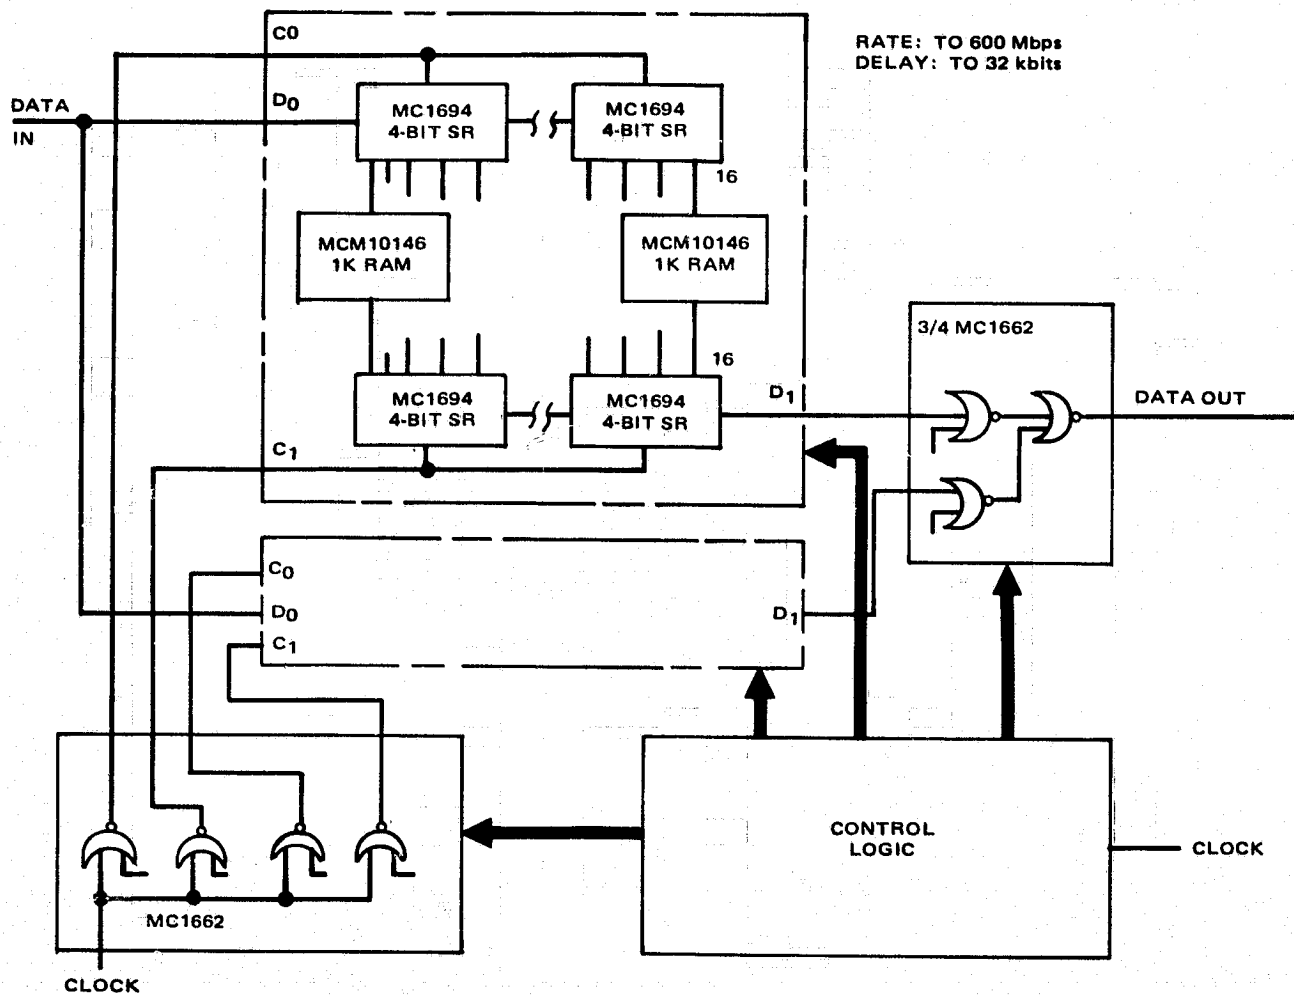 C0
RATE: TO 600 Mbps
DELAY: TO 32 kbits
DATA
IN
D0
MC1694
4-BIT SR
MC1694
4-BIT SR
16
MCM10146
1K RAM
MCM10146
1K RAM
16
MC1694
4-BIT SR
MC1694
4-BIT SR
D1
C1
3/4 MC1662
DATA OUT
C0
D0
D1
C1
MC1662
CLOCK
CONTROL
LOGIC
CLOCK